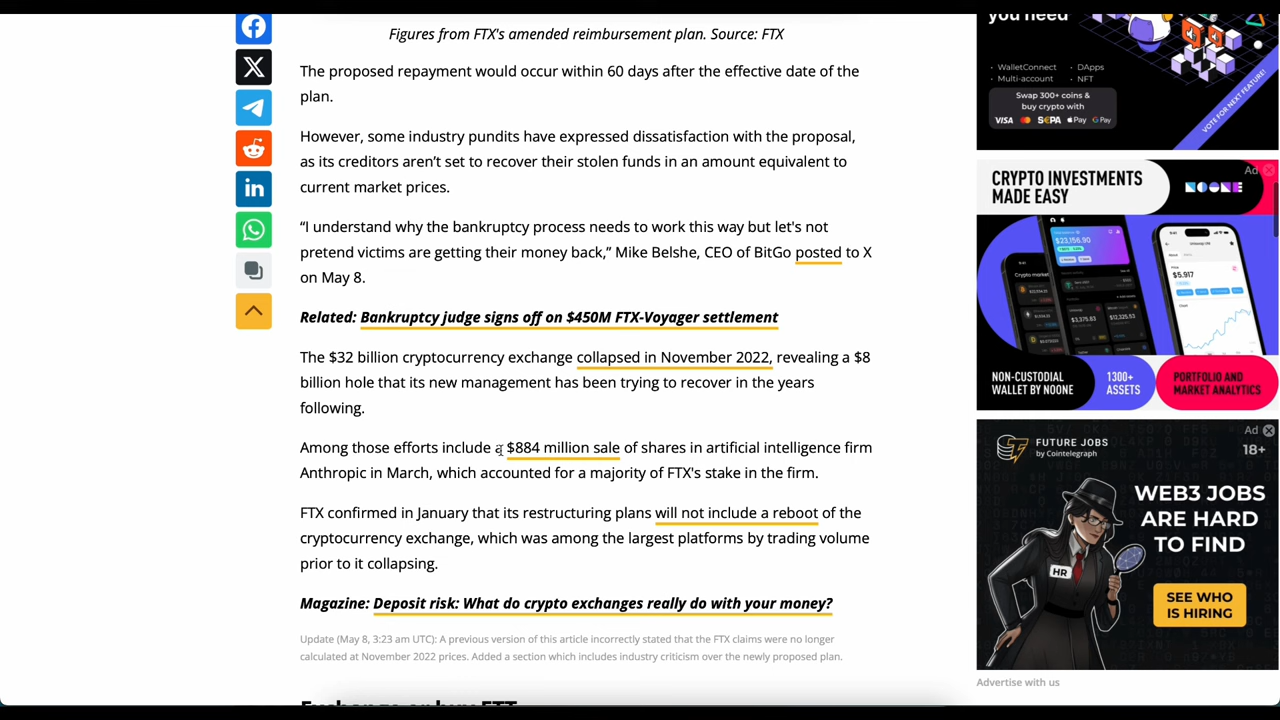 Figures from FTX's amended reimbursement plan. Source: FTX
The proposed repayment would occur within 60 days after the effective date of the
plan.
However, some industry pundits have expressed dissatisfaction with the proposal,
as its creditors aren’t set to recover their stolen funds in an amount equivalent to
current market prices.
“I understand why the bankruptcy process needs to work this way but let's not
pretend victims are getting their money back,” Mike Belshe, CEO of BitGo posted to X
on May 8.
Related: Bankruptcy judge signs off on $450M FTX-Voyager settlement
The $32 billion cryptocurrency exchange collapsed in November 2022, revealing a $8
billion hole that its new management has been trying to recover in the years
following.
Among those efforts include a $884 million sale of shares in artificial intelligence firm
Anthropic in March, which accounted for a majority of FTX's stake in the firm.
FTX confirmed in January that its restructuring plans will not include a reboot of the
cryptocurrency exchange, which was among the largest platforms by trading volume
prior to it collapsing.
Magazine: Deposit risk: What do crypto exchanges really do with your money?
Update (May 8, 3:23 am UTC): A previous version of this article incorrectly stated that the FTX claims were no longer
calculated at November 2022 prices. Added a section which includes industry criticism over the newly proposed plan.
you need
• WalletConnect • DApps
• Multi-account • NFT
Swap 300+ coins &
buy crypto with
VISA SEPA Pay G Pay
VOTE FOR NEXT FEATURE!
Ad
CRYPTO INVESTMENTS
MADE EASY
NOONE
$23,156.90
$5.917
$3,375.63
NON-CUSTODIAL
WALLET BY NOONE
1300+
ASSETS
PORTFOLIO AND
MARKET ANALYTICS
Ad
18+
FUTURE JOBS
by Cointelegraph
WEB3 JOBS
ARE HARD
TO FIND
HR
SEE WHO
IS HIRING
Advertise with us